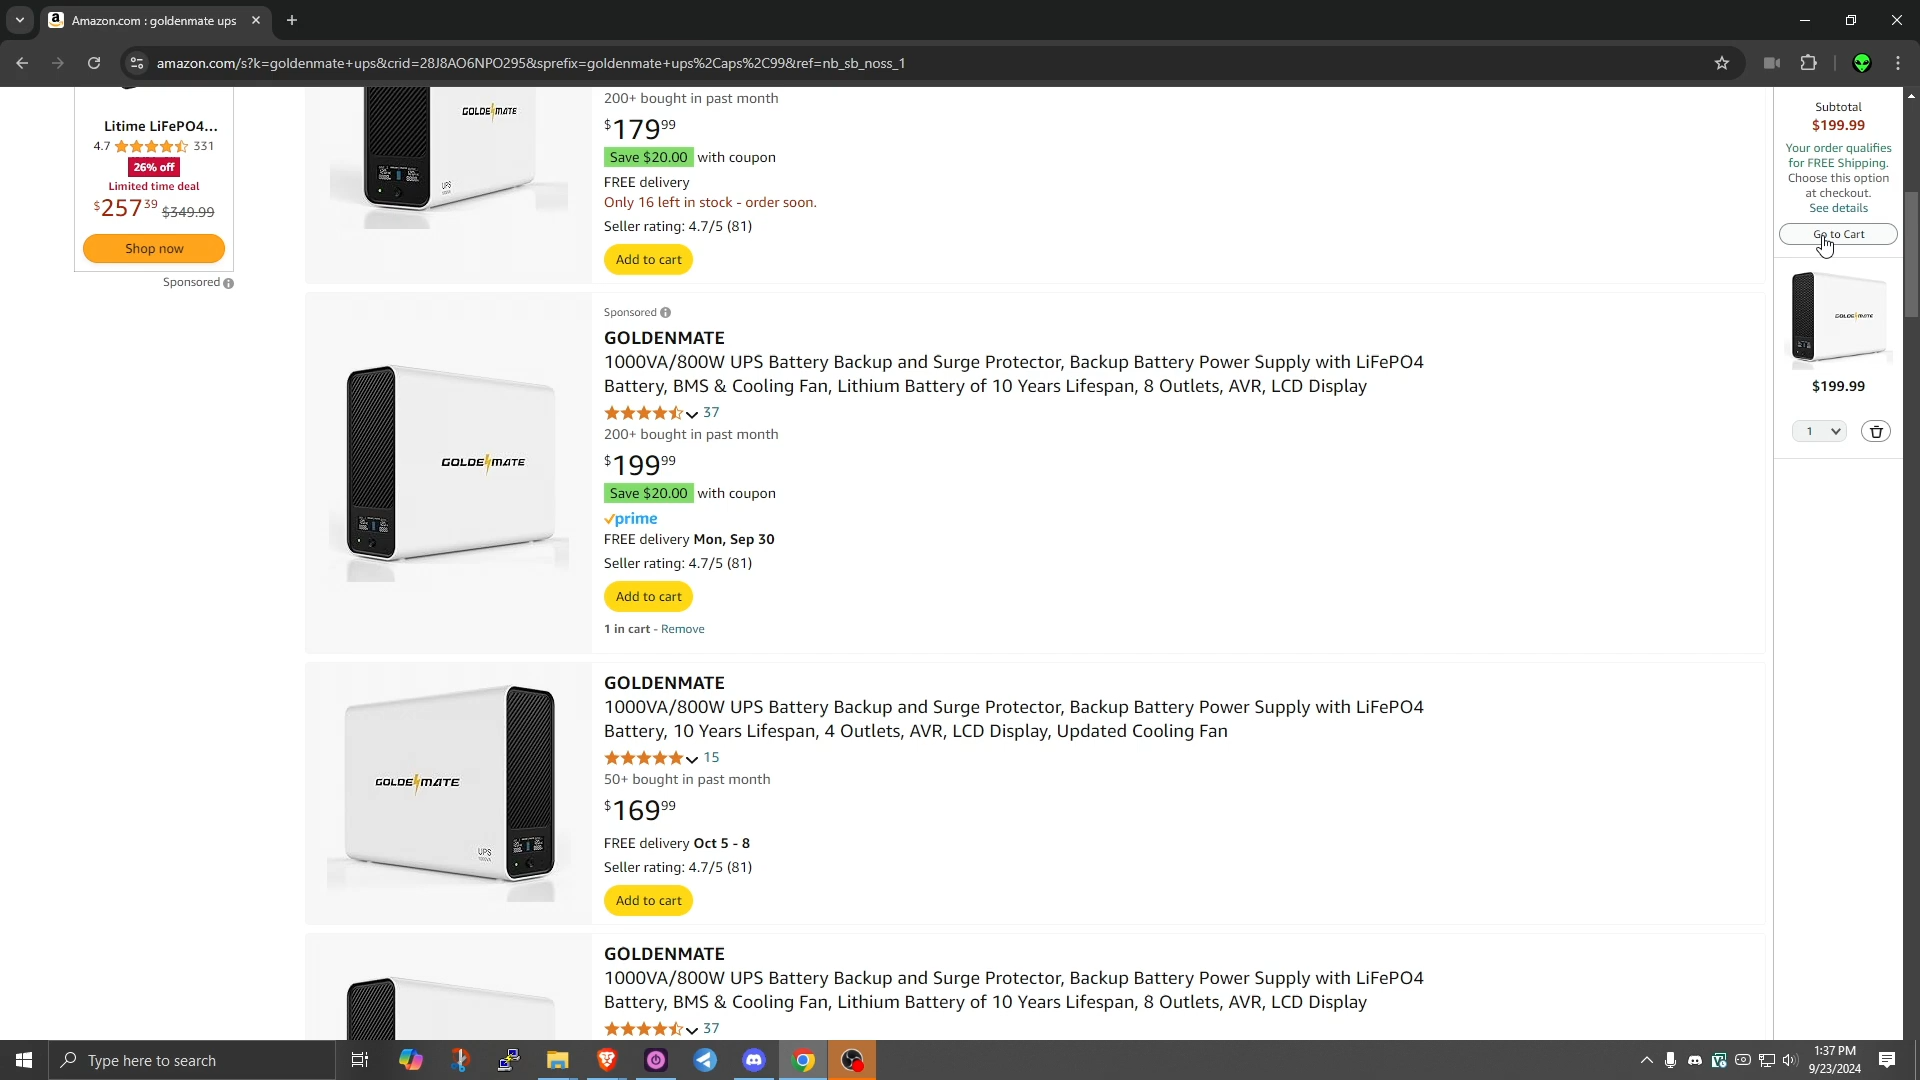 Amazon.com : goldenmate ups
amazon.com/s?k=goldenmate+ups&crid=28J8AO6NPO295&sprefix=goldenmate+ups%2Caps%2C99&ref=nb_sb_noss_1
Litime LiFePO4...
4.7 331
26% off
Limited time deal
$257.39 $349.99
Shop now
Sponsored
GOLDENMATE
UPS
200+ bought in past month
$179.99
Save $20.00 with coupon
FREE delivery
Only 16 left in stock - order soon.
Seller rating: 4.7/5 (81)
Add to cart
Sponsored
GOLDENMATE
1000VA/800W UPS Battery Backup and Surge Protector, Backup Battery Power Supply with LiFePO4
Battery, BMS & Cooling Fan, Lithium Battery of 10 Years Lifespan, 8 Outlets, AVR, LCD Display
37
200+ bought in past month
$199.99
Save $20.00 with coupon
prime
FREE delivery Mon, Sep 30
Seller rating: 4.7/5 (81)
Add to cart
1 in cart - Remove
GOLDENMATE
GOLDENMATE
1000VA/800W UPS Battery Backup and Surge Protector, Backup Battery Power Supply with LiFePO4
Battery, 10 Years Lifespan, 4 Outlets, AVR, LCD Display, Updated Cooling Fan
15
50+ bought in past month
$169.99
FREE delivery Oct 5 - 8
Seller rating: 4.7/5 (81)
Add to cart
GOLDENMATE
UPS
GOLDENMATE
1000VA/800W UPS Battery Backup and Surge Protector, Backup Battery Power Supply with LiFePO4
Battery, BMS & Cooling Fan, Lithium Battery of 10 Years Lifespan, 8 Outlets, AVR, LCD Display
37
Subtotal
$199.99
Your order qualifies
for FREE Shipping.
Choose this option
at checkout.
See details
Go to Cart
GOLDENMATE
$199.99
1
Type here to search
1:37 PM
9/23/2024